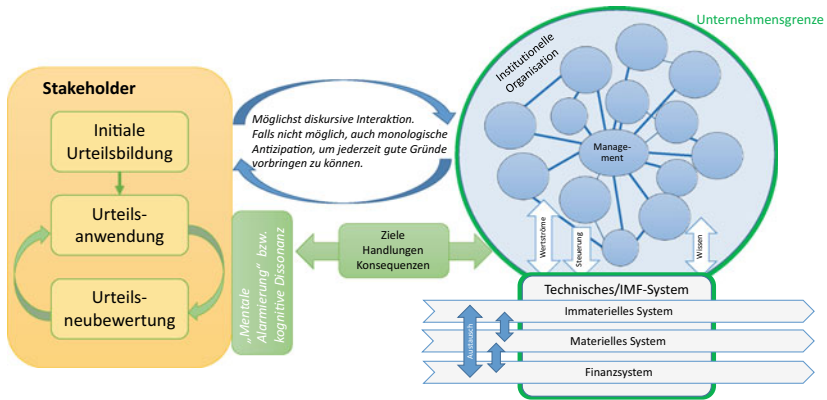 Unternehmensgrenze
Institutionelle
Organisation
Stakeholder
Initiale
Urteilsbildung
Urteils-
anwendung
Urteils-
neubewertung
Möglichst diskursive Interaktion.
Falls nicht möglich, auch monologische
Antizipation, um jederzeit gute Gründe
vorbringen zu können.
Manage-
ment
„Mentale
Alarmierung“ bzw.
kognitive Dissonanz
Ziele
Handlungen
Konsequenzen
Wertströme
Steuerung
Wissen
Technisches/IMF-System
Immaterielles System
Materielles System
Finanzsystem
Austausch